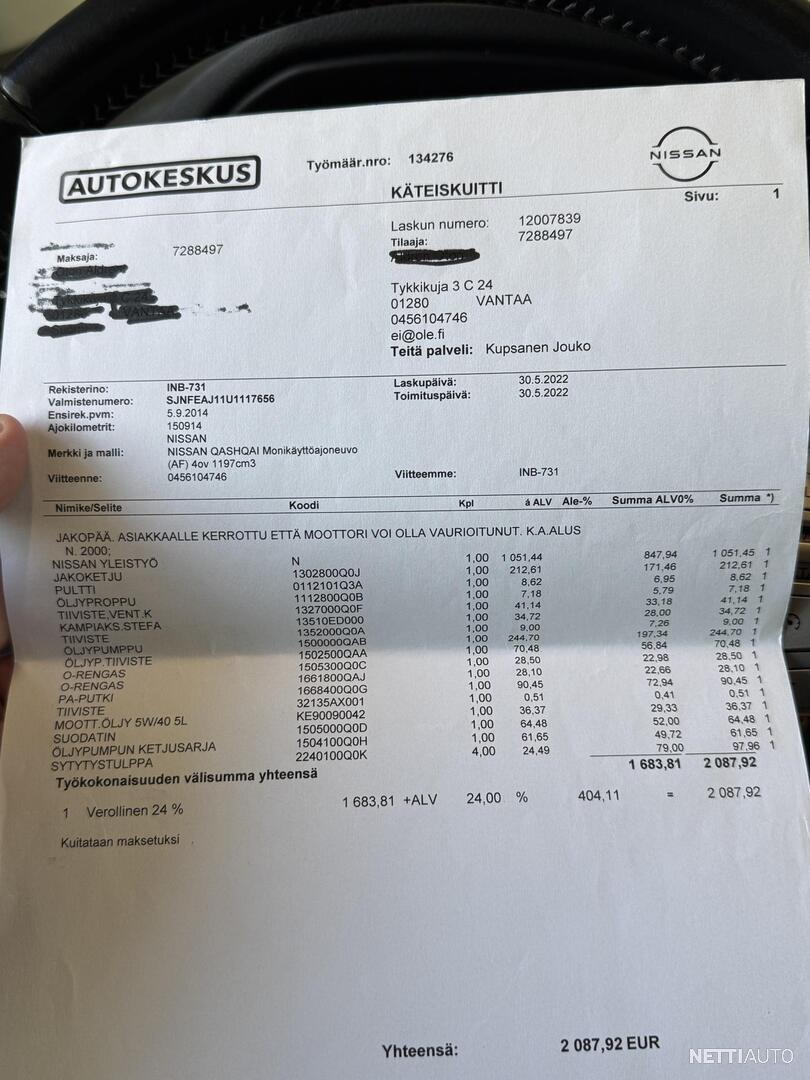 AUTOKESKUS
Työmäär.nro: 134276
NISSAN
KÄTEISKUITTI
Sivu: 1
Maksaja: 7288497
Laskun numero: 12007839
Tilaaja: 7288497
Tykkikuja 3 C 24
01280 VANTAA
0456104746
ei@ole.fi
Teitä palveli: Kupsanen Jouko
Rekisterino: INB-731
Valmistenumero: SJNFEAJ11U1117656
Ensirek.pvm: 5.9.2014
Ajokilometrit: 150914
NISSAN
Merkki ja malli: NISSAN QASHQAI Monikäyttöajoneuvo
(AF) 4ov 1197cm3
Viitteenne: 0456104746
Laskupäivä: 30.5.2022
Toimituspäivä: 30.5.2022
Viitteemme: INB-731
Nimike/Selite Koodi Kpl á ALV Ale-% Summa ALV0% Summa *)
JAKOPÄÄ. ASIAKKAALLE KERROTTU ETTÄ MOOTTORI VOI OLLA VAURIOITUNUT. K.A.ALUS
N. 2000;
NISSAN YLEISTYÖ N 1,00 1 051,44 847,94 1 051,45 1
JAKOKETJU 1302800Q0J 1,00 212,61 171,46 212,61 1
PULTTI 0112101Q3A 1,00 8,62 6,95 8,62 1
ÖLJYPROPPU 1112800Q0B 1,00 7,18 5,79 7,18 1
TIIVISTE,VENT.K 1327000Q0F 1,00 41,14 33,18 41,14 1
KAMPIAKS.STEFA 13510ED000 1,00 34,72 28,00 34,72 1
TIIVISTE 1352000Q0A 1,00 9,00 7,26 9,00 1
ÖLJYPUMPPU 1500000QAB 1,00 244,70 197,34 244,70 1
ÖLJYP.TIIVISTE 1502500QAA 1,00 70,48 56,84 70,48 1
O-RENGAS 1505300Q0C 1,00 28,50 22,98 28,50 1
O-RENGAS 1661800QAJ 1,00 28,10 22,66 28,10 1
PA-PUTKI 1668400Q0G 1,00 90,45 72,94 90,45 1
TIIVISTE 32135AX001 1,00 0,51 0,41 0,51 1
MOOTT.ÖLJY 5W/40 5L KE90090042 1,00 36,37 29,33 36,37 1
SUODATIN 1505000Q0D 1,00 64,48 52,00 64,48 1
ÖLJYPUMPUN KETJUSARJA 1504100Q0H 1,00 61,65 49,72 61,65 1
SYTYTYSTULPPA 2240100Q0K 4,00 24,49 79,00 97,96 1
Työkokonaisuuden välisumma yhteensä 1 683,81 2 087,92
1 Verollinen 24 % 1 683,81 +ALV 24,00 % 404,11 = 2 087,92
Kuitataan maksetuksi
Yhteensä: 2 087,92 EUR
NETTIAUTO